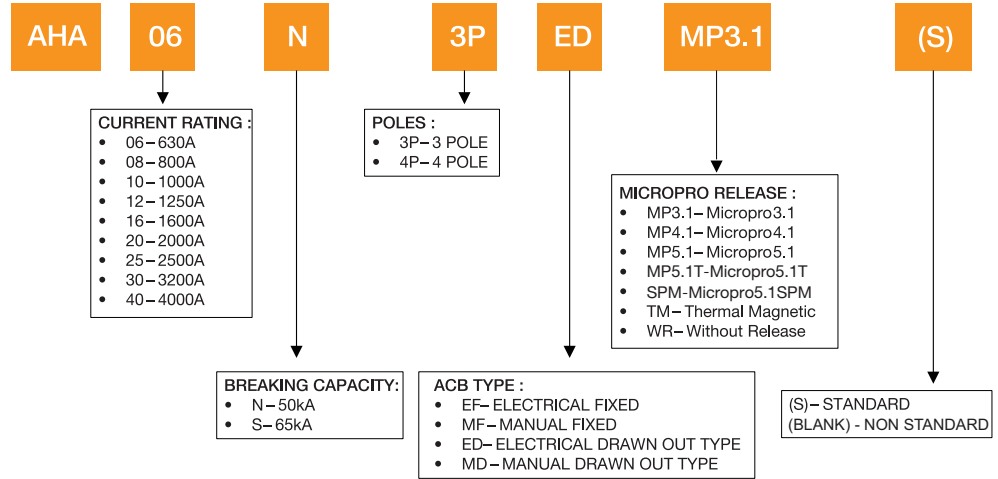 AHA 06 N 3P ED MP3.1 (S)
CURRENT RATING :
• 06–630A
• 08–800A
• 10–1000A
• 12–1250A
• 16–1600A
• 20–2000A
• 25–2500A
• 30–3200A
• 40–4000A
POLES :
• 3P–3 POLE
• 4P–4 POLE
MICROPRO RELEASE :
• MP3.1–Micropro3.1
• MP4.1–Micropro4.1
• MP5.1–Micropro5.1
• MP5.1T-Micropro5.1T
• SPM-Micropro5.1SPM
• TM–Thermal Magnetic
• WR–Without Release
BREAKING CAPACITY:
• N–50kA
• S–65kA
ACB TYPE :
• EF–ELECTRICAL FIXED
• MF–MANUAL FIXED
• ED–ELECTRICAL DRAWN OUT TYPE
• MD–MANUAL DRAWN OUT TYPE
(S)–STANDARD
(BLANK) - NON STANDARD